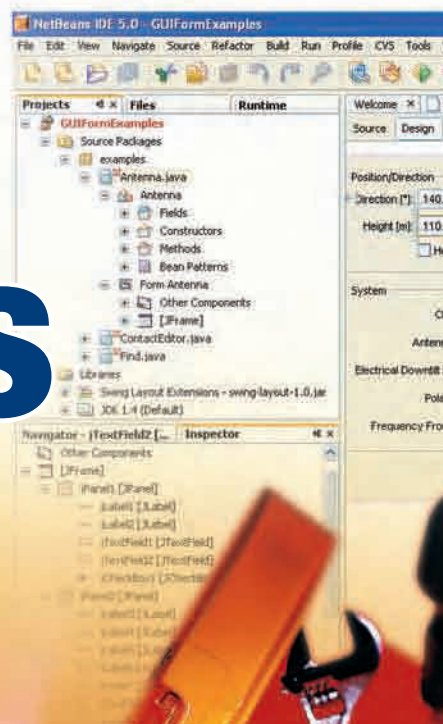 NetBeans IDE 5.0 - GUIFormExamples
File Edit View Navigate Source Refactor Build Run Profile CVS Tools
Projects Files Runtime
GUIFormExamples
Source Packages
examples
Antenna.java
Antenna
Fields
Constructors
Methods
Bean Patterns
Form Antenna
Other Components
[JFrame]
ContactEditor.java
Find.java
Libraries
Swing Layout Extensions - swing-layout-1.0.jar
JDK 1.4 (Default)
Navigator - jTextField2 [... Inspector
Other Components
[JFrame]
jPanel1 [JPanel]
jLabel1 [JLabel]
jLabel2 [JLabel]
jTextField1 [JTextField]
jTextField2 [JTextField]
jPanel2 [JPanel]
jLabel3 [JLabel]
Welcome
Source Design
Position/Direction
Direction [°]: 140.
Height [m]: 110.
System
Electrical Downtilt
Frequency
S